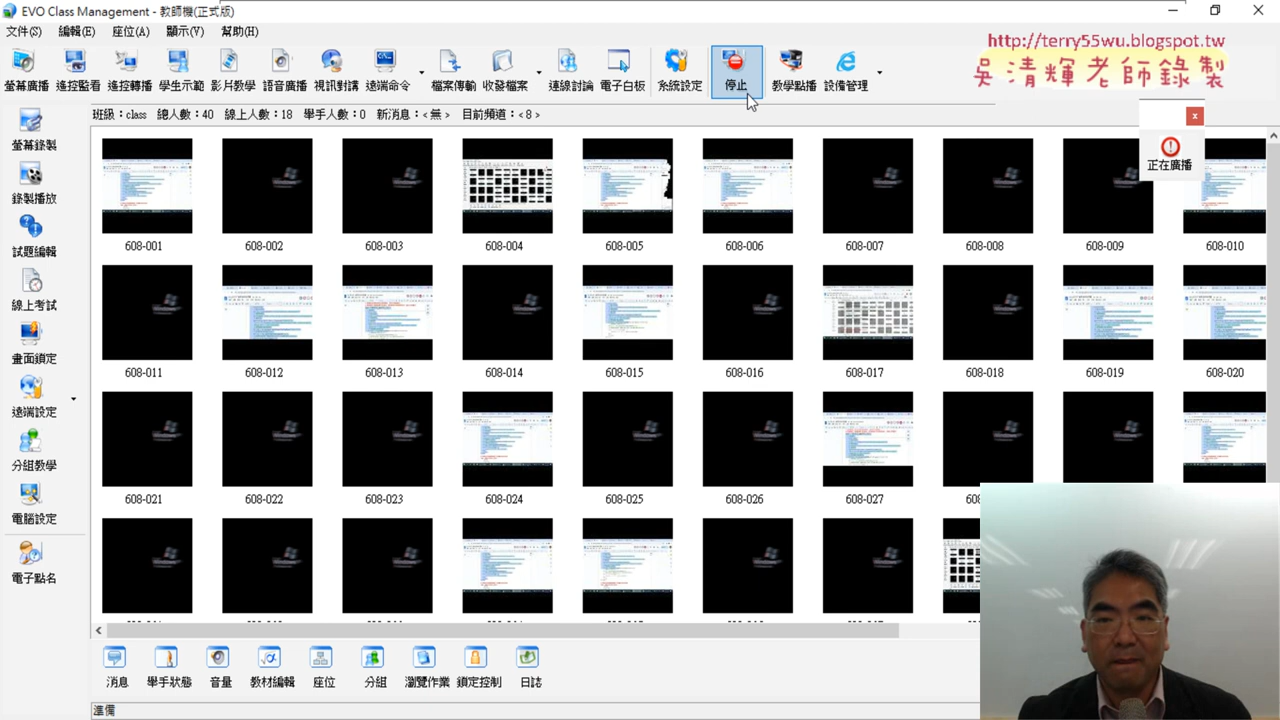 EVO Class Management - 教師機(正式版)
文件(S) 編輯(E) 座位(A) 顯示(V) 幫助(H)
http://terry55wu.blogspot.tw
吳清輝老師錄製
螢幕廣播 遠控監看 遠控轉播 學生示範 影片教學 語音廣播 視訊對講 遠端命令 檔案傳輸 收發檔案 連線討論 電子白板 系統設定 停止 教學點播 設備管理
班級：class 總人數：40 線上人數：18 舉手人數：0 新消息：< 無 > 目前頻道：< 8 >
正在廣播
螢幕錄製
錄製播放
試題編輯
線上考試
畫面鎖定
遠端設定
分組教學
電腦設定
電子點名
608-001 608-002 608-003 608-004 608-005 608-006 608-007 608-008 608-009 608-010
608-011 608-012 608-013 608-014 608-015 608-016 608-017 608-018 608-019 608-020
608-021 608-022 608-023 608-024 608-025 608-026 608-027
消息 舉手狀態 音量 教材編輯 座位 分組 瀏覽作業 鎖定控制 日誌
準備